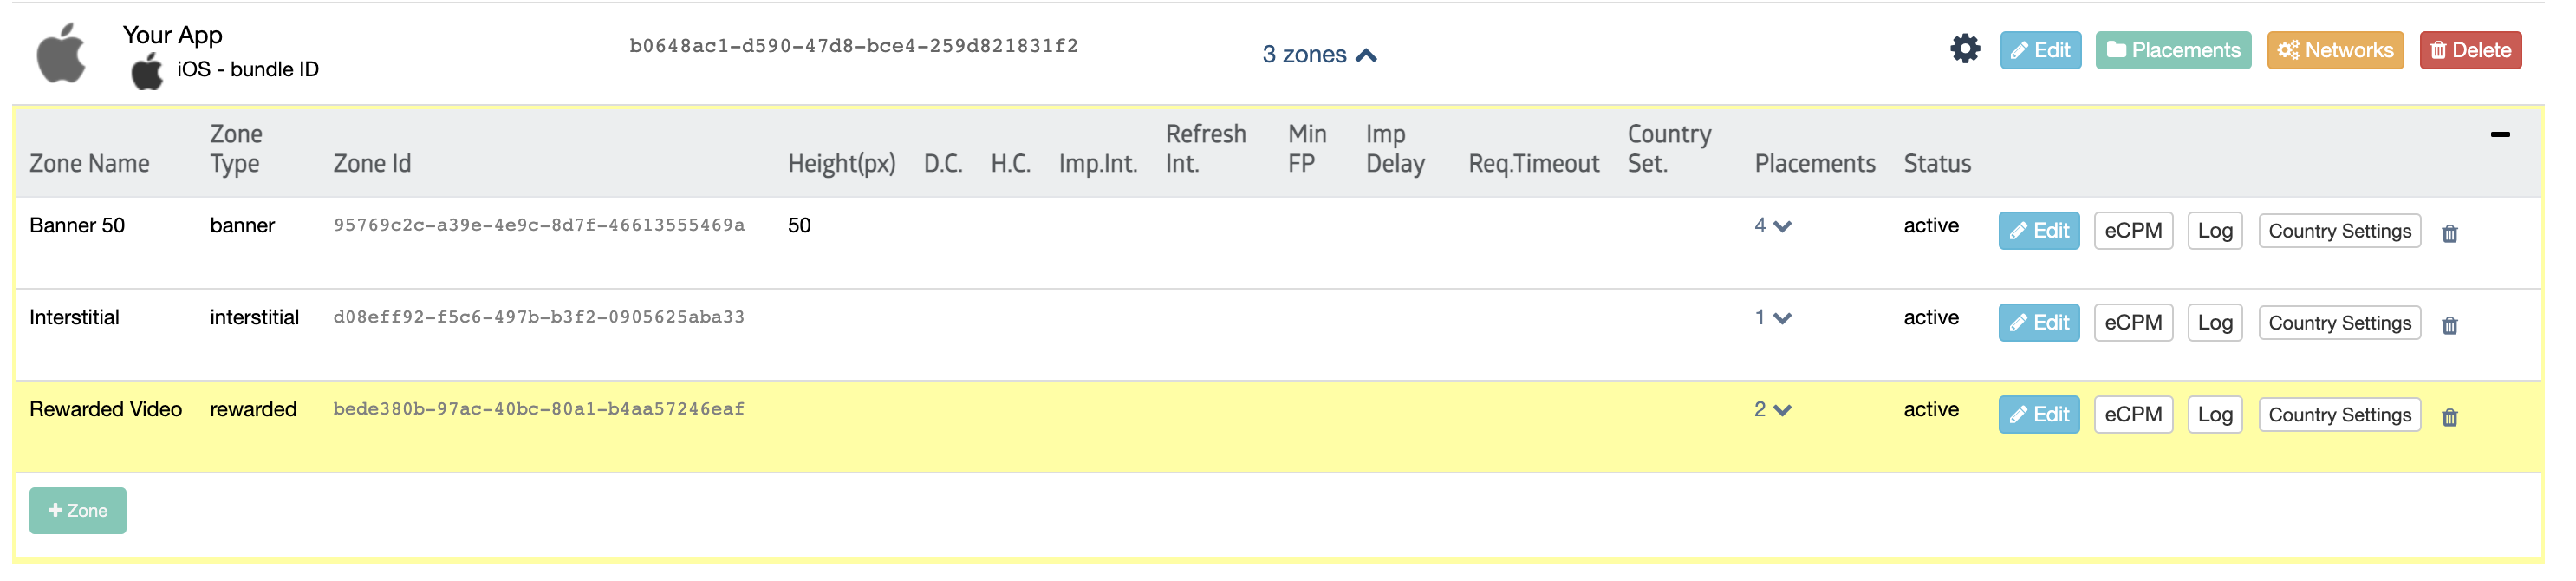 Your App
iOS - bundle ID
b0648ac1-d590-47d8-bce4-259d821831f2
3 zones
Edit
Placements
Networks
Delete
Zone Name
Zone Type
Zone Id
Height(px)
D.C.
H.C.
Imp.Int.
Refresh Int.
Min FP
Imp Delay
Req.Timeout
Country Set.
Placements
Status
Banner 50 banner 95769c2c-a39e-4e9c-8d7f-46613555469a 50 4 active Edit eCPM Log Country Settings
Interstitial interstitial d08eff92-f5c6-497b-b3f2-0905625aba33 1 active Edit eCPM Log Country Settings
Rewarded Video rewarded bede380b-97ac-40bc-80a1-b4aa57246eaf 2 active Edit eCPM Log Country Settings
+ Zone